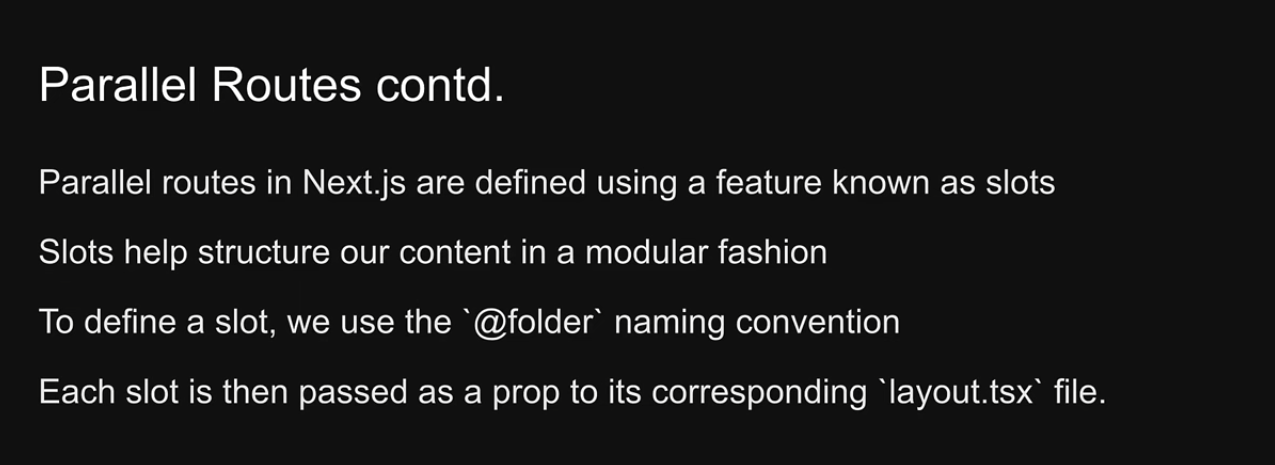 Parallel Routes contd.
Parallel routes in Next.js are defined using a feature known as slots
Slots help structure our content in a modular fashion
To define a slot, we use the `@folder` naming convention
Each slot is then passed as a prop to its corresponding `layout.tsx` file.